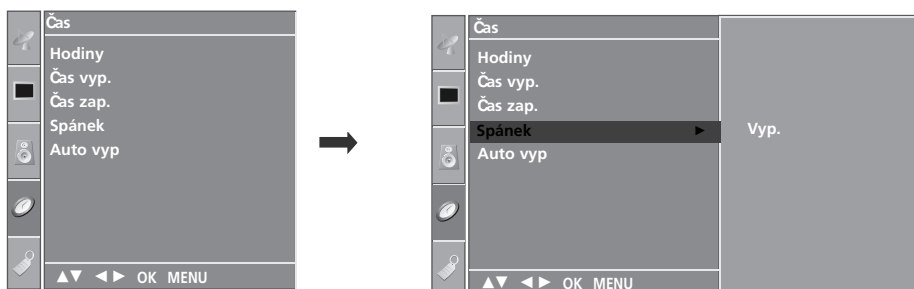 Čas
Hodiny
Čas vyp.
Čas zap.
Spánek
Auto vyp
▲▼ ◄► OK MENU
Čas
Hodiny
Čas vyp.
Čas zap.
Spánek ► Vyp.
Auto vyp
▲▼ ◄► OK MENU